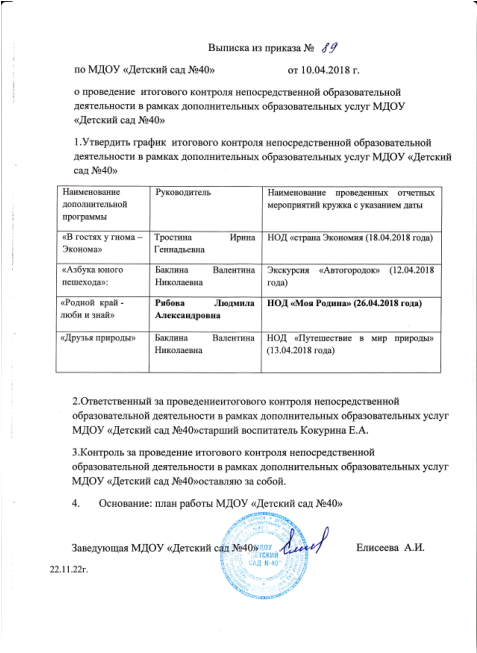 Выписка из приказа № 89
по МДОУ «Детский сад №40» от 10.04.2018 г.
о проведение итогового контроля непосредственной образовательной
деятельности в рамках дополнительных образовательных услуг МДОУ
«Детский сад №40»
1.Утвердить график итогового контроля непосредственной образовательной
деятельности в рамках дополнительных образовательных услуг МДОУ «Детский
сад №40»
Наименование дополнительной программы | Руководитель | Наименование проведенных отчетных мероприятий кружка с указанием даты
«В гостях у гнома – Эконома» | Тростина Ирина Геннадьевна | НОД «страна Экономия (18.04.2018 года)
«Азбука юного пешехода»: | Баклина Валентина Николаевна | Экскурсия «Автогородок» (12.04.2018 года)
«Родной край - люби и знай» | Рябова Людмила Александровна | НОД «Моя Родина» (26.04.2018 года)
«Друзья природы» | Баклина Валентина Николаевна | НОД «Путешествие в мир природы» (13.04.2018 года)
2.Ответственный за проведениеитогового контроля непосредственной
образовательной деятельности в рамках дополнительных образовательных услуг
МДОУ «Детский сад №40»старший воспитатель Кокурина Е.А.
3.Контроль за проведение итогового контроля непосредственной
образовательной деятельности в рамках дополнительных образовательных услуг
МДОУ «Детский сад №40»оставляю за собой.
4. Основание: план работы МДОУ «Детский сад №40»
Заведующая МДОУ «Детский сад №40» Елисеева А.И.
МДОУ
"ДЕТСКИЙ
САД №40"
22.11.22г.